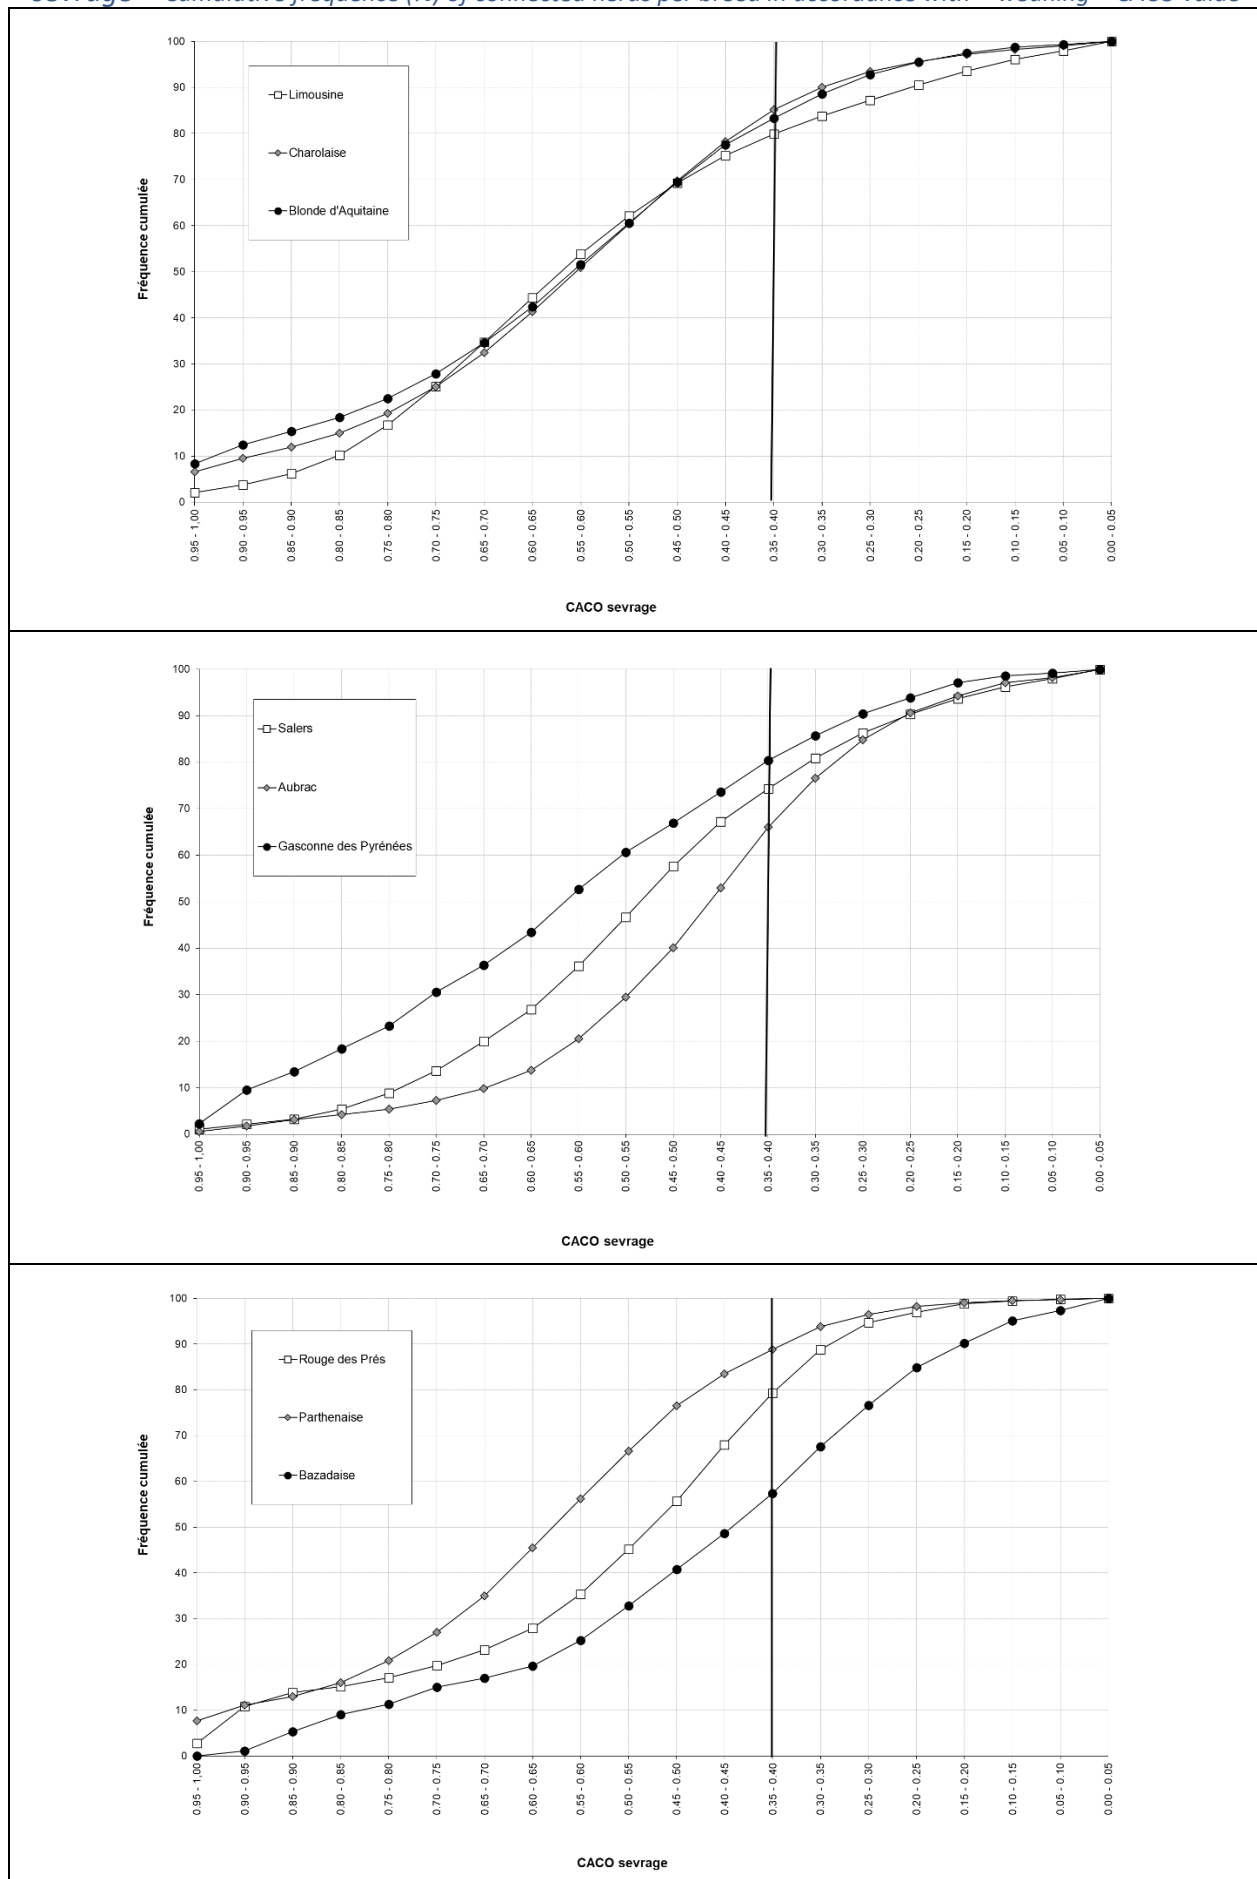 sevrage – Cumulative frequence (%) of connected herds per breed in accordance with « weaning » CACO value
100
90
80
70
60
50
40
30
20
10
0
Fréquence cumulée
Limousine
Charolaise
Blonde d'Aquitaine
0.95 - 1,00
0.90 - 0.95
0.85 - 0.90
0.80 - 0.85
0.75 - 0.80
0.70 - 0.75
0.65 - 0.70
0.60 - 0.65
0.55 - 0.60
0.50 - 0.55
0.45 - 0.50
0.40 - 0.45
0.35 - 0.40
0.30 - 0.35
0.25 - 0.30
0.20 - 0.25
0.15 - 0.20
0.10 - 0.15
0.05 - 0.10
0.00 - 0.05
CACO sevrage
100
90
80
70
60
50
40
30
20
10
0
Fréquence cumulée
Salers
Aubrac
Gasconne des Pyrénées
0.95 - 1,00
0.90 - 0.95
0.85 - 0.90
0.80 - 0.85
0.75 - 0.80
0.70 - 0.75
0.65 - 0.70
0.60 - 0.65
0.55 - 0.60
0.50 - 0.55
0.45 - 0.50
0.40 - 0.45
0.35 - 0.40
0.30 - 0.35
0.25 - 0.30
0.20 - 0.25
0.15 - 0.20
0.10 - 0.15
0.05 - 0.10
0.00 - 0.05
CACO sevrage
100
90
80
70
60
50
40
30
20
10
0
Fréquence cumulée
Rouge des Prés
Parthenaise
Bazadaise
0.95 - 1,00
0.90 - 0.95
0.85 - 0.90
0.80 - 0.85
0.75 - 0.80
0.70 - 0.75
0.65 - 0.70
0.60 - 0.65
0.55 - 0.60
0.50 - 0.55
0.45 - 0.50
0.40 - 0.45
0.35 - 0.40
0.30 - 0.35
0.25 - 0.30
0.20 - 0.25
0.15 - 0.20
0.10 - 0.15
0.05 - 0.10
0.00 - 0.05
CACO sevrage